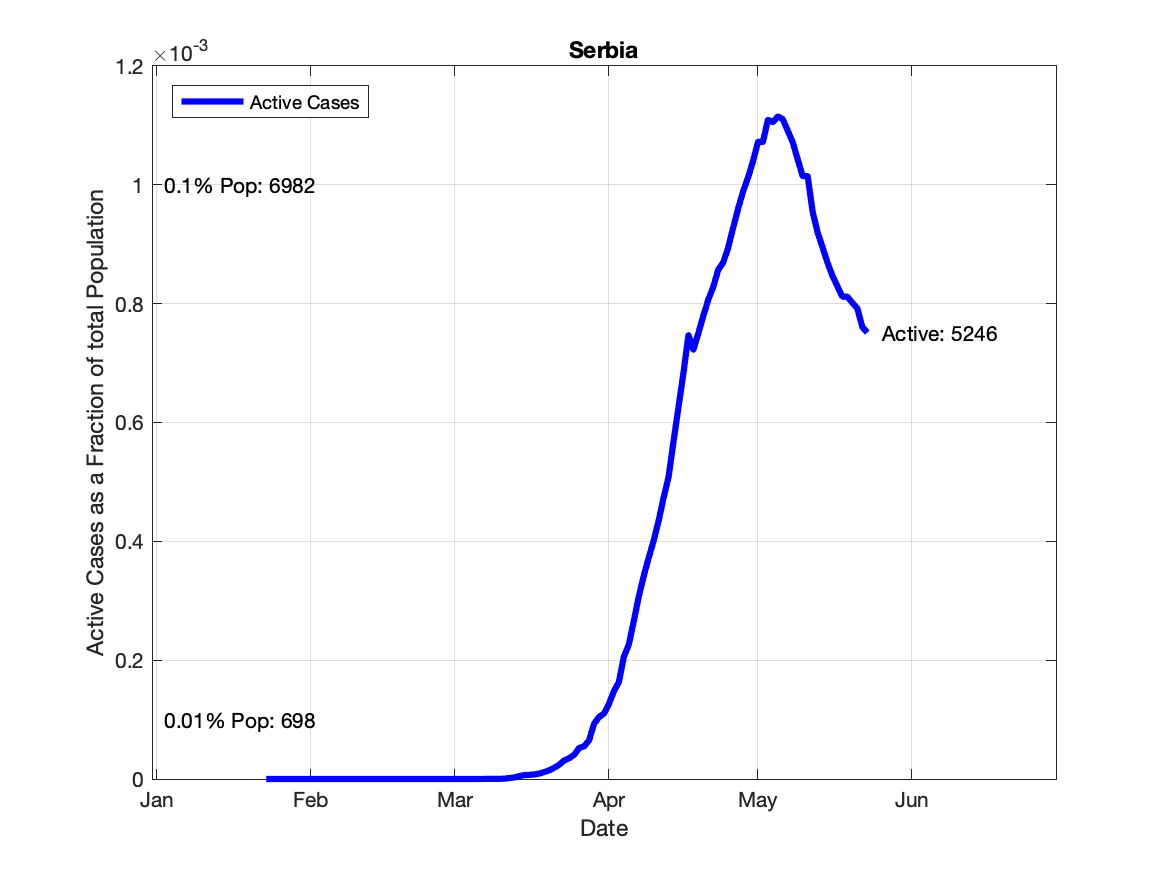 Serbia
×10-3
1.2
1
0.8
0.6
0.4
0.2
0
Active Cases as a Fraction of total Population
Active Cases
0.1% Pop: 6982
Active: 5246
0.01% Pop: 698
Jan Feb Mar Apr May Jun
Date